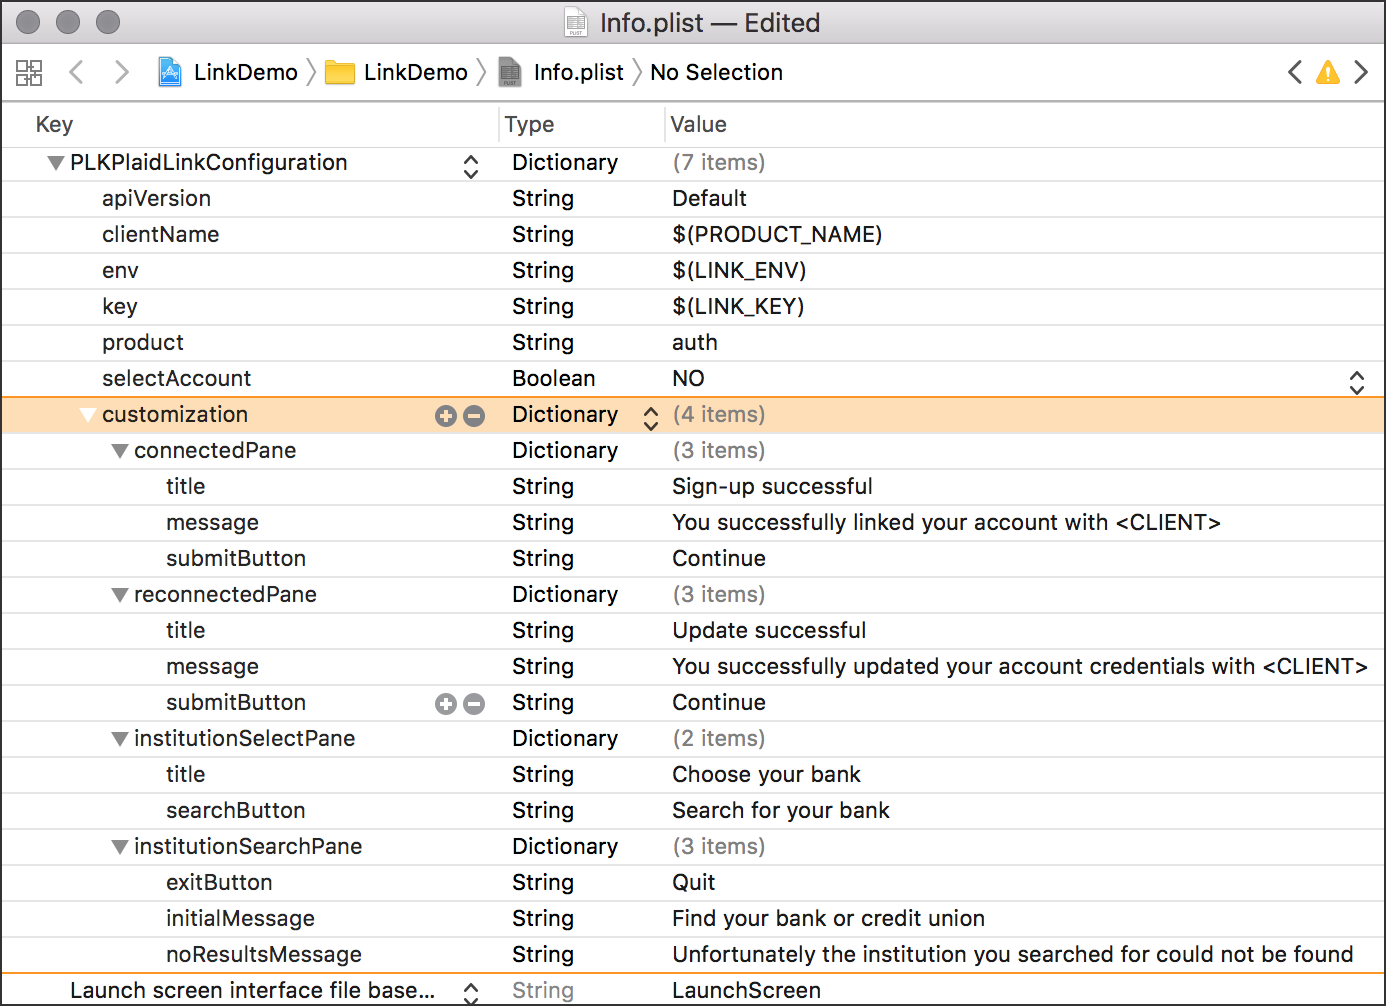 Info.plist — Edited
LinkDemo LinkDemo Info.plist No Selection
Key Type Value
PLKPlaidLinkConfiguration Dictionary (7 items)
apiVersion String Default
clientName String $(PRODUCT_NAME)
env String $(LINK_ENV)
key String $(LINK_KEY)
product String auth
selectAccount Boolean NO
customization Dictionary (4 items)
connectedPane Dictionary (3 items)
title String Sign-up successful
message String You successfully linked your account with <CLIENT>
submitButton String Continue
reconnectedPane Dictionary (3 items)
title String Update successful
message String You successfully updated your account credentials with <CLIENT>
submitButton String Continue
institutionSelectPane Dictionary (2 items)
title String Choose your bank
searchButton String Search for your bank
institutionSearchPane Dictionary (3 items)
exitButton String Quit
initialMessage String Find your bank or credit union
noResultsMessage String Unfortunately the institution you searched for could not be found
Launch screen interface file base... String LaunchScreen